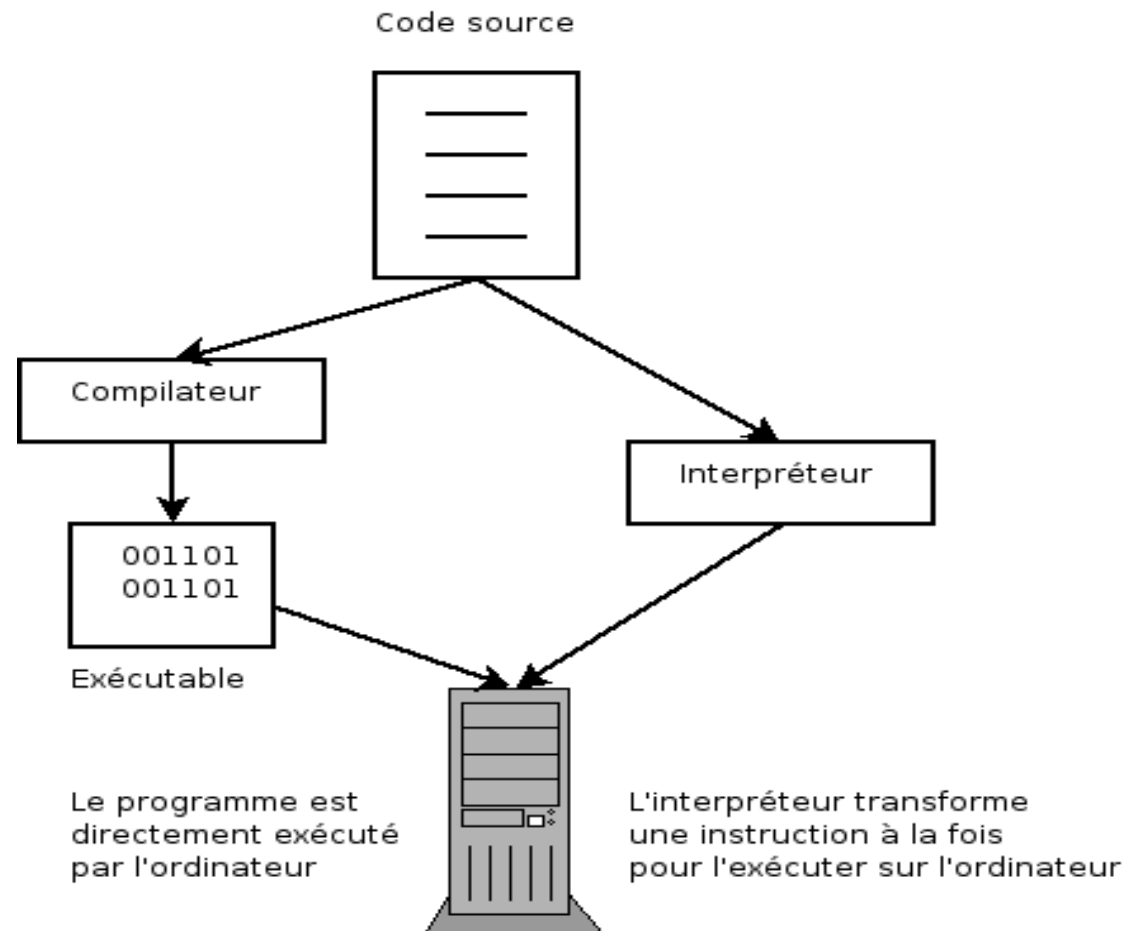 Code source
Compilateur
Interpréteur
001101
001101
Exécutable
Le programme est
directement exécuté
par l'ordinateur
L'interpréteur transforme
une instruction à la fois
pour l'exécuter sur l'ordinateur